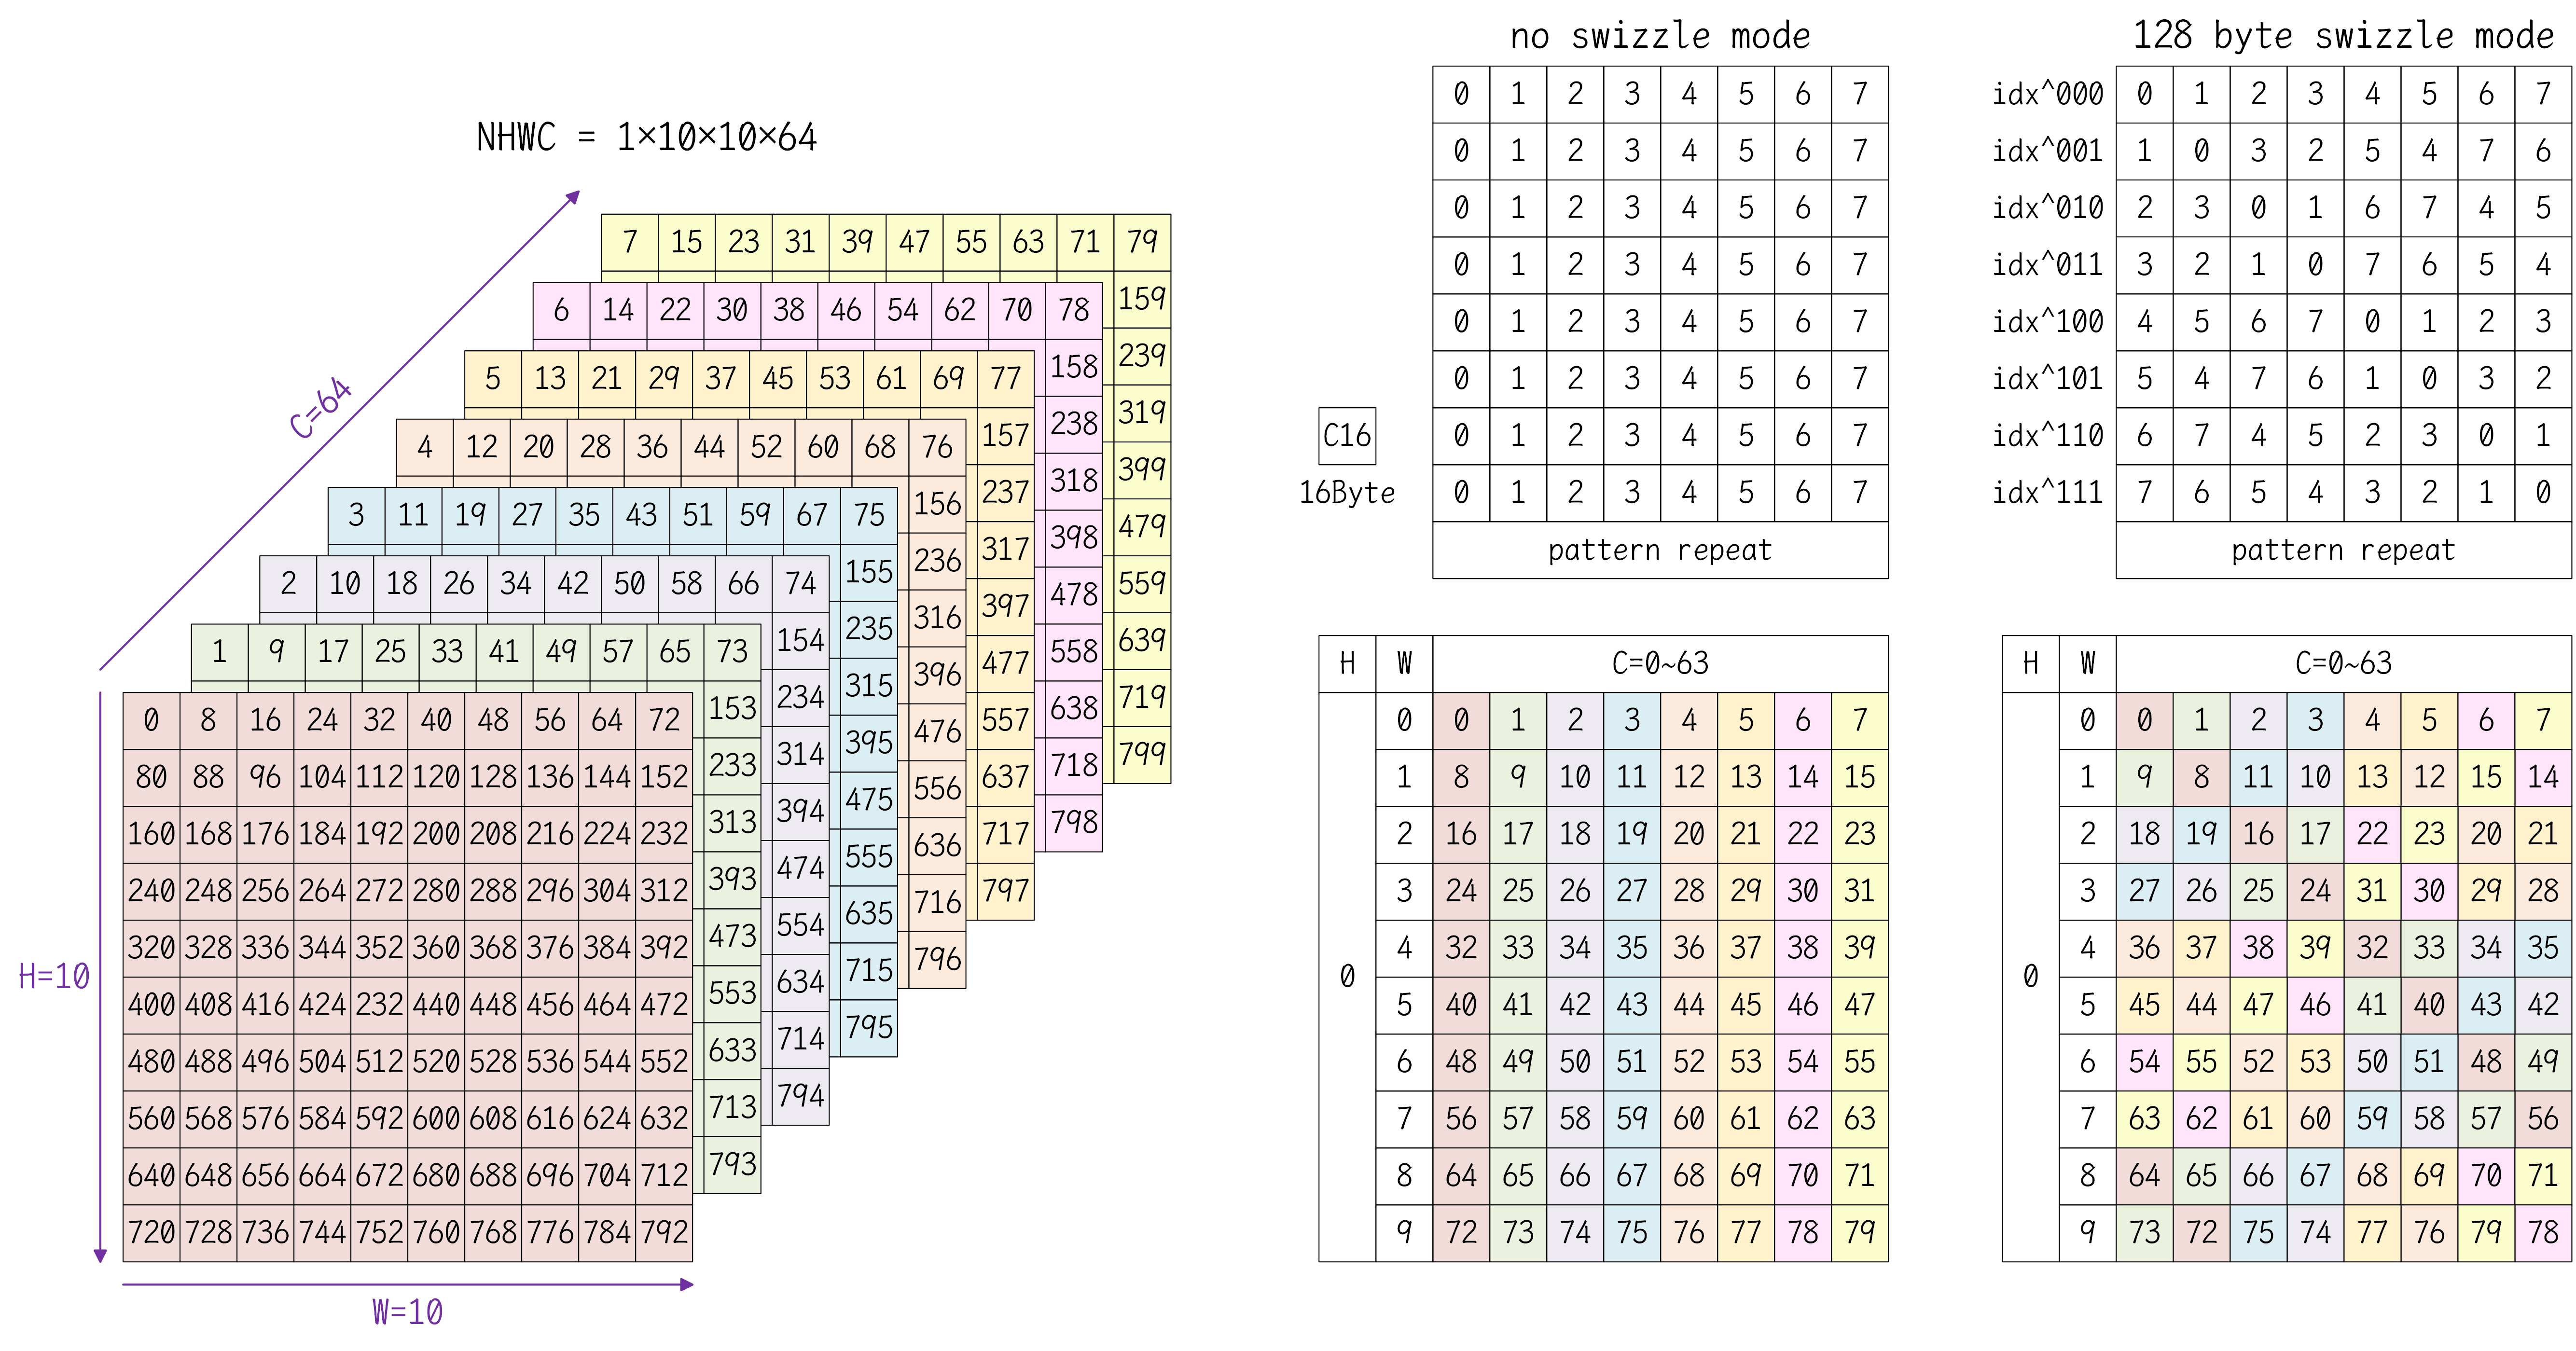 no swizzle mode
128 byte swizzle mode
NHWC = 1×10×10×64
C=64
H=10
W=10
7 15 23 31 39 47 55 63 71 79
159
239
319
399
479
559
639
719
799
6 14 22 30 38 46 54 62 70 78
158
238
318
398
478
558
638
718
798
5 13 21 29 37 45 53 61 69 77
157
237
317
397
477
557
637
717
797
4 12 20 28 36 44 52 60 68 76
156
236
316
396
476
556
636
716
796
3 11 19 27 35 43 51 59 67 75
155
235
315
395
475
555
635
715
795
2 10 18 26 34 42 50 58 66 74
154
234
314
394
474
554
634
714
794
1 9 17 25 33 41 49 57 65 73
153
233
313
393
473
553
633
713
793
0 8 16 24 32 40 48 56 64 72
80 88 96 104 112 120 128 136 144 152
160 168 176 184 192 200 208 216 224 232
240 248 256 264 272 280 288 296 304 312
320 328 336 344 352 360 368 376 384 392
400 408 416 424 232 440 448 456 464 472
480 488 496 504 512 520 528 536 544 552
560 568 576 584 592 600 608 616 624 632
640 648 656 664 672 680 688 696 704 712
720 728 736 744 752 760 768 776 784 792
C16
16Byte
0 1 2 3 4 5 6 7
0 1 2 3 4 5 6 7
0 1 2 3 4 5 6 7
0 1 2 3 4 5 6 7
0 1 2 3 4 5 6 7
0 1 2 3 4 5 6 7
0 1 2 3 4 5 6 7
0 1 2 3 4 5 6 7
pattern repeat
idx^000 0 1 2 3 4 5 6 7
idx^001 1 0 3 2 5 4 7 6
idx^010 2 3 0 1 6 7 4 5
idx^011 3 2 1 0 7 6 5 4
idx^100 4 5 6 7 0 1 2 3
idx^101 5 4 7 6 1 0 3 2
idx^110 6 7 4 5 2 3 0 1
idx^111 7 6 5 4 3 2 1 0
pattern repeat
H W C=0~63
0
0 0 1 2 3 4 5 6 7
1 8 9 10 11 12 13 14 15
2 16 17 18 19 20 21 22 23
3 24 25 26 27 28 29 30 31
4 32 33 34 35 36 37 38 39
5 40 41 42 43 44 45 46 47
6 48 49 50 51 52 53 54 55
7 56 57 58 59 60 61 62 63
8 64 65 66 67 68 69 70 71
9 72 73 74 75 76 77 78 79
H W C=0~63
0
0 0 1 2 3 4 5 6 7
1 9 8 11 10 13 12 15 14
2 18 19 16 17 22 23 20 21
3 27 26 25 24 31 30 29 28
4 36 37 38 39 32 33 34 35
5 45 44 47 46 41 40 43 42
6 54 55 52 53 50 51 48 49
7 63 62 61 60 59 58 57 56
8 64 65 66 67 68 69 70 71
9 73 72 75 74 77 76 79 78